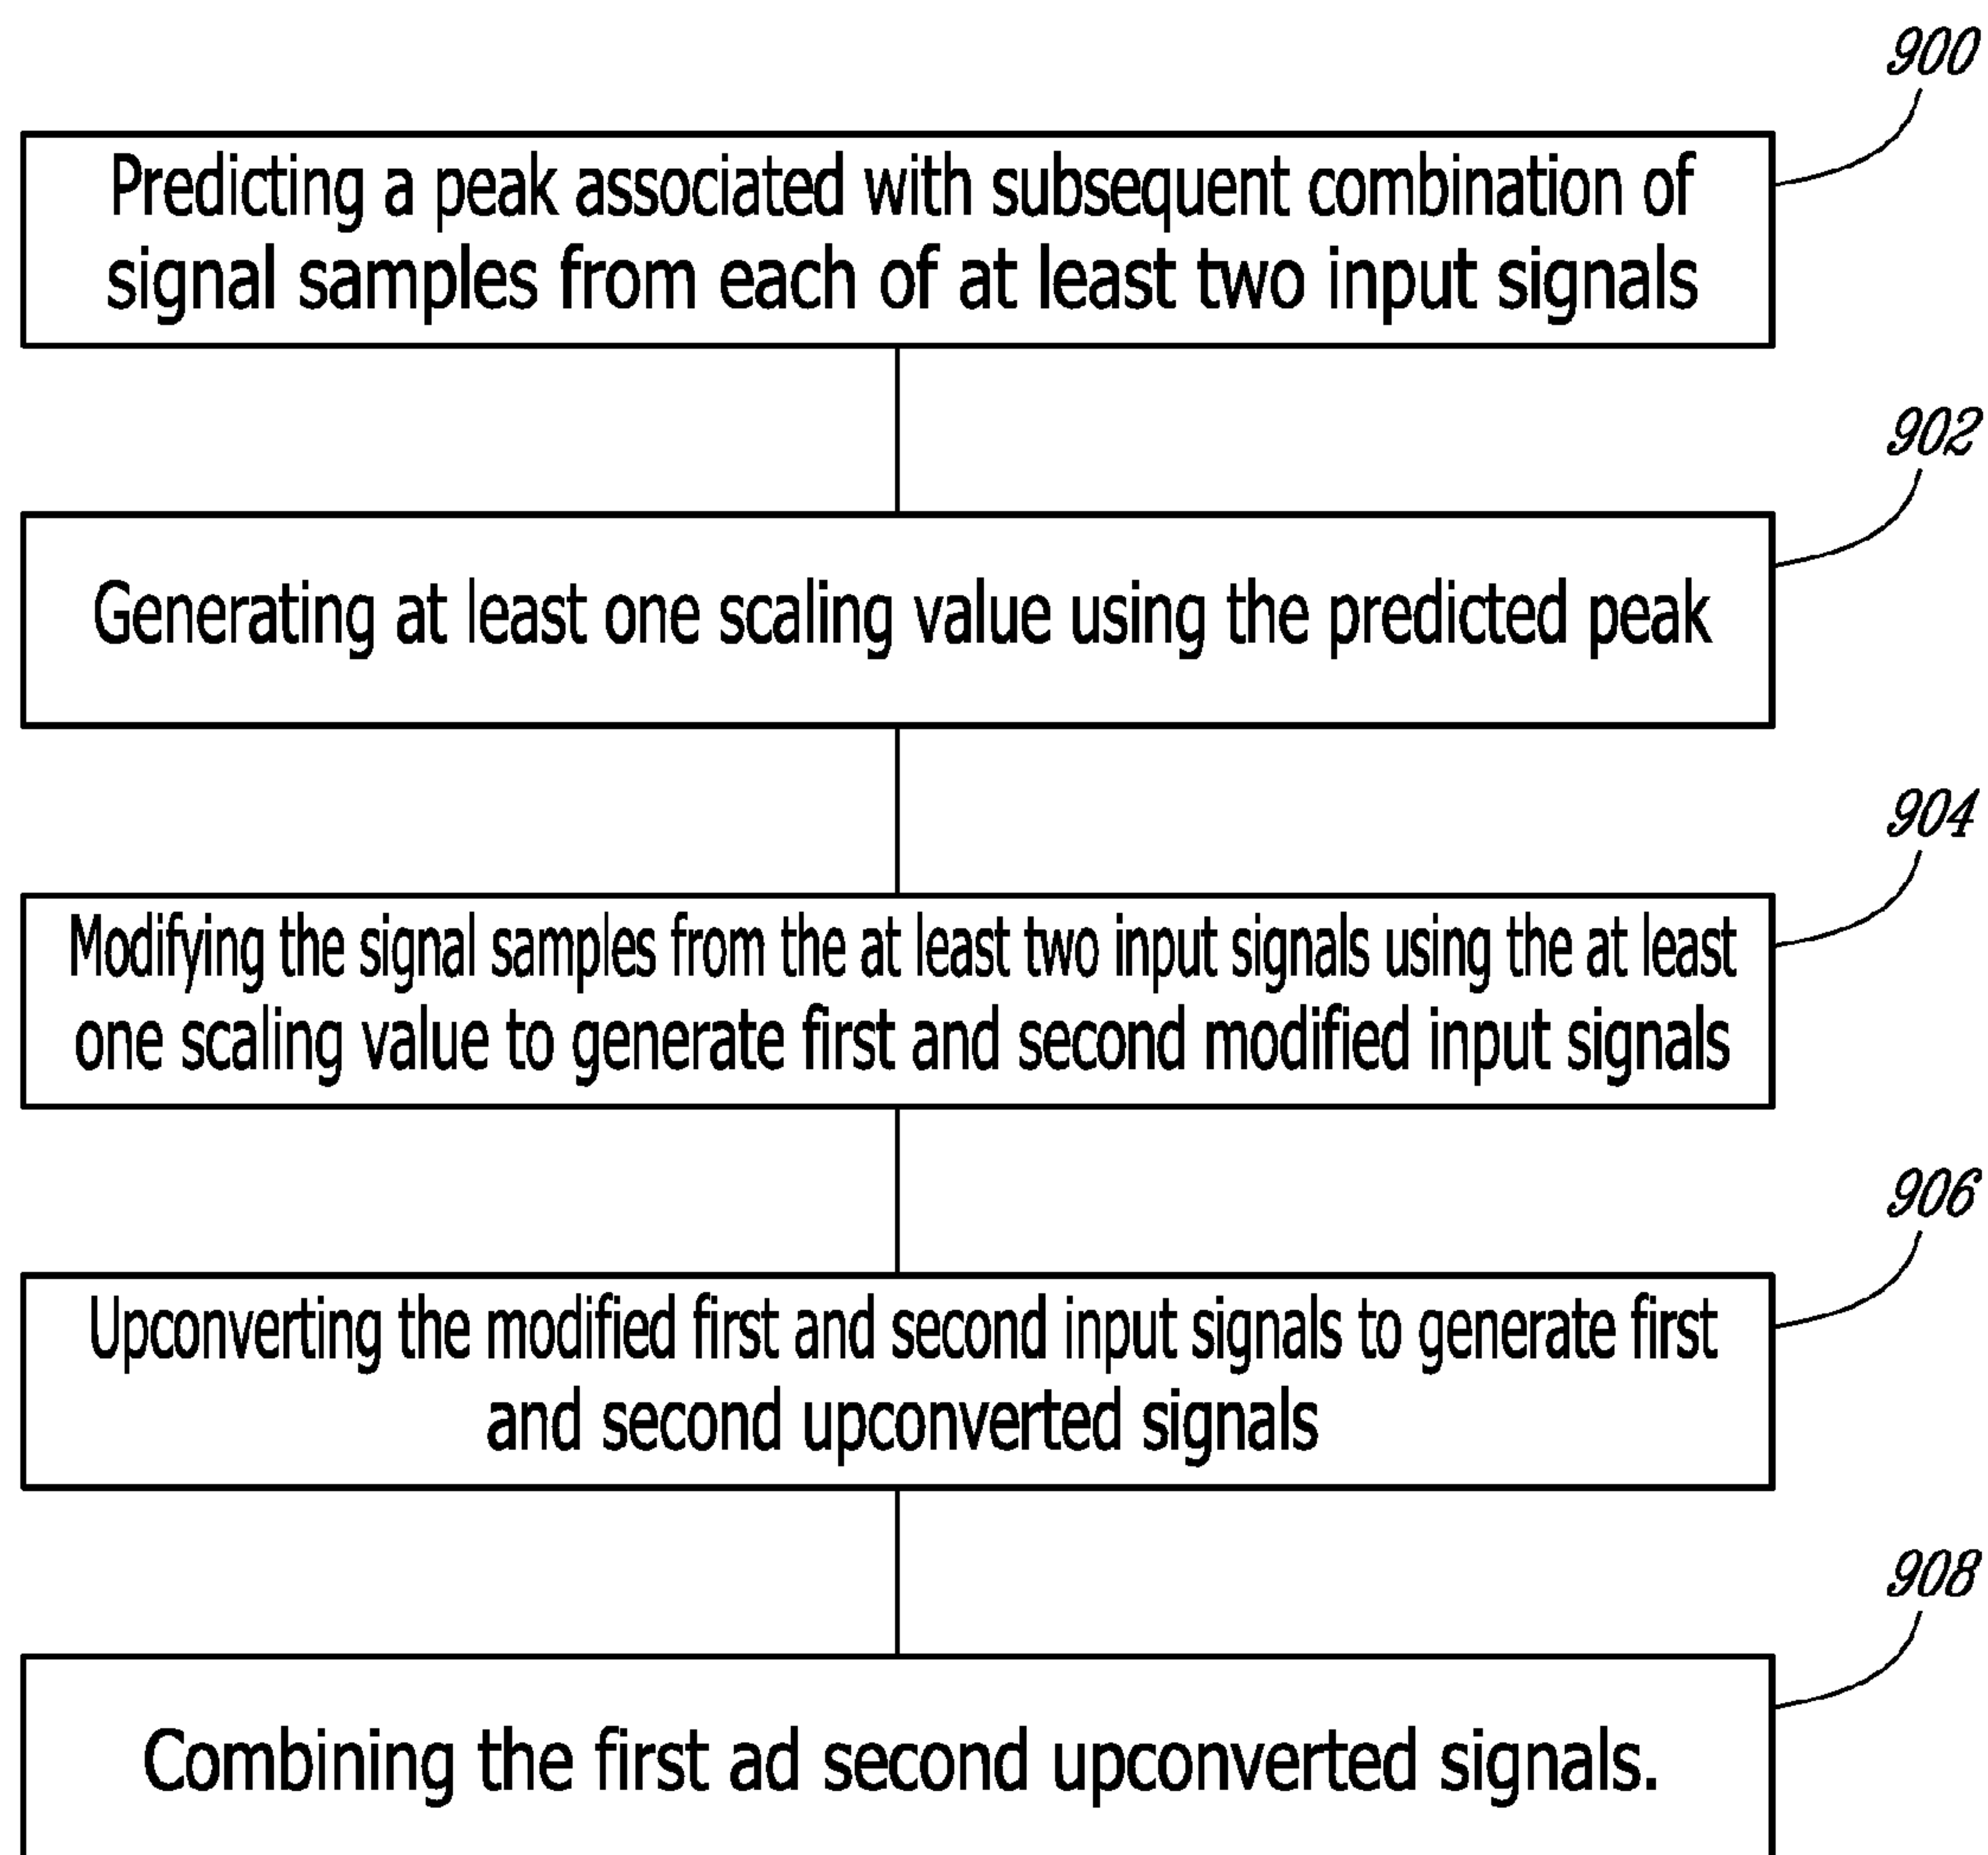 900
Predicting a peak associated with subsequent combination of
signal samples from each of at least two input signals
902
Generating at least one scaling value using the predicted peak
904
Modifying the signal samples from the at least two input signals using the at least
one scaling value to generate first and second modified input signals
906
Upconverting the modified first and second input signals to generate first
and second upconverted signals
908
Combining the first ad second upconverted signals.